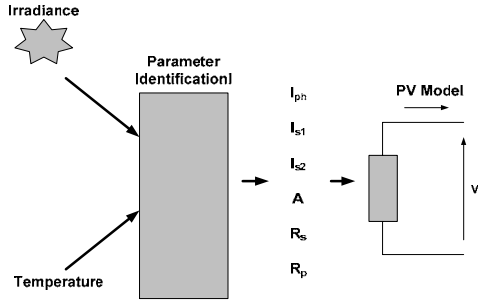 Irradiance
Parameter
Identificationl
Temperature
Iph
Is1
Is2
A
Rs
Rp
PV Model
V